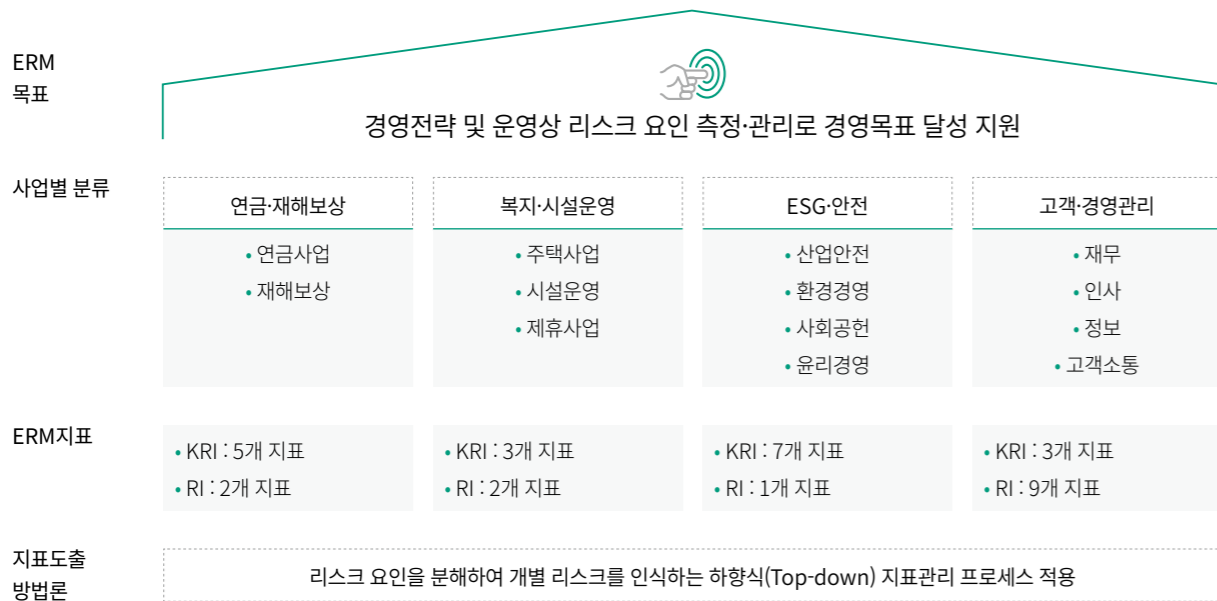 ERM
목표
경영전략 및 운영상 리스크 요인 측정·관리로 경영목표 달성 지원
사업별 분류
연금·재해보상
• 연금사업
• 재해보상
복지·시설운영
• 주택사업
• 시설운영
• 제휴사업
ESG·안전
• 산업안전
• 환경경영
• 사회공헌
• 윤리경영
고객·경영관리
• 재무
• 인사
• 정보
• 고객소통
ERM지표
• KRI : 5개 지표
• RI : 2개 지표
• KRI : 3개 지표
• RI : 2개 지표
• KRI : 7개 지표
• RI : 1개 지표
• KRI : 3개 지표
• RI : 9개 지표
지표도출
방법론
리스크 요인을 분해하여 개별 리스크를 인식하는 하향식(Top-down) 지표관리 프로세스 적용